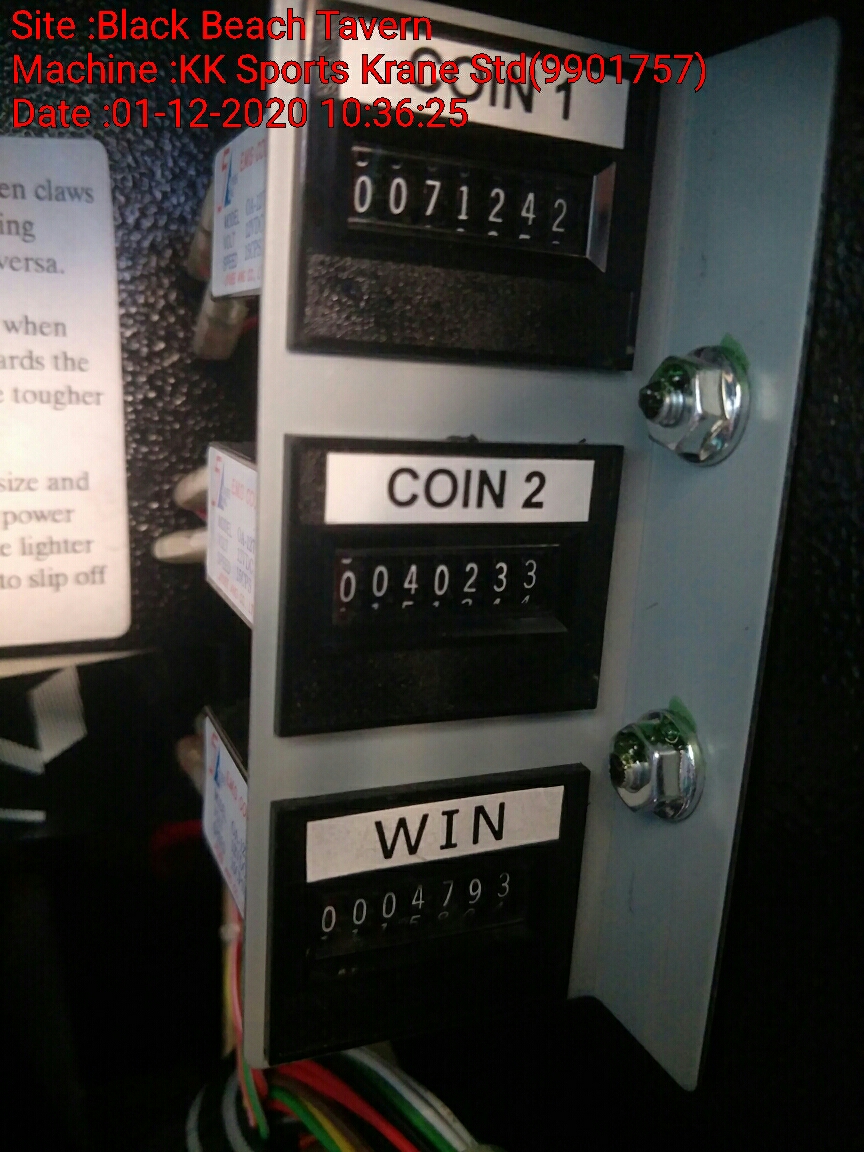 Site :Black Beach Tavern
Machine :KK Sports Krane Std(9901757)
Date :01-12-2020 10:36:25
COIN 1
0071242
COIN 2
0040233
WIN
0004793
en claws
ing
versa.
when
ards the
tougher
size and
power
e lighter
to slip off